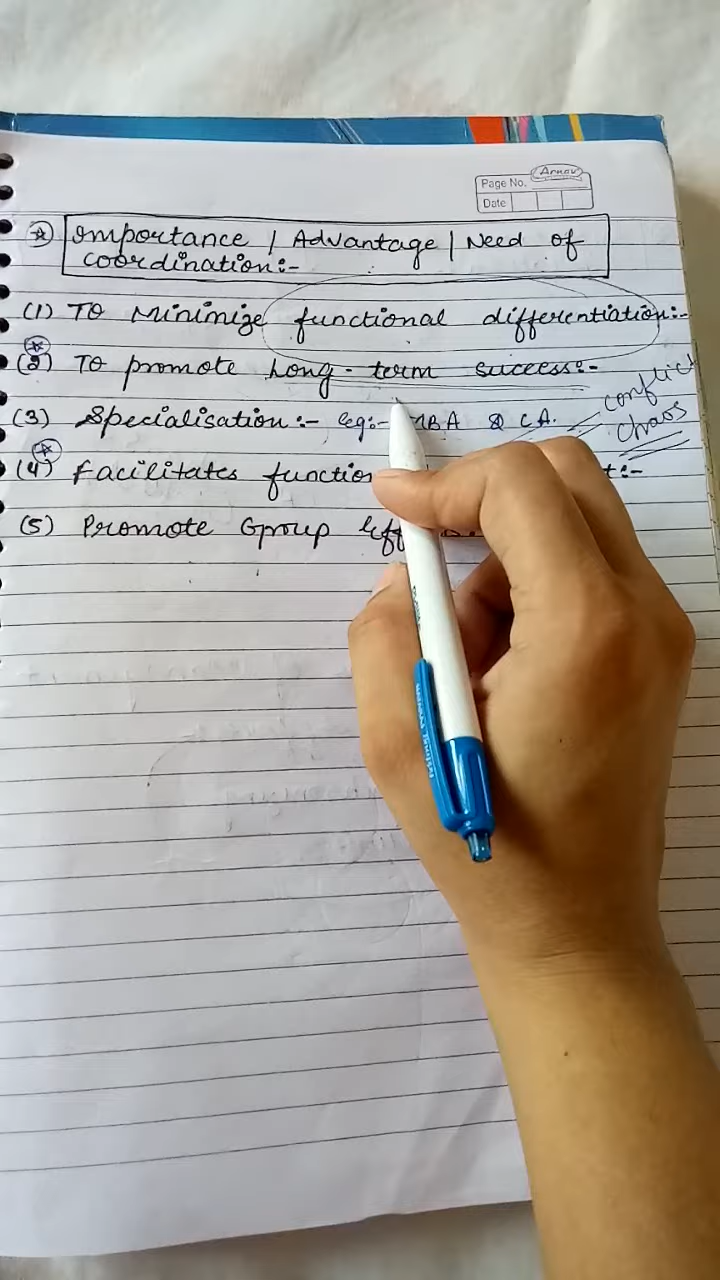 Arnav
Page No.
Date
Importance / Advantage / Need of
coordination:-
(1) To Minimize functional differentiation:-
(2) To promote Long-term success:-
conflict
(3) Specialisation:- eg:- MBA & CA.
chaos
(4) Facilitates
(5) Promote Group